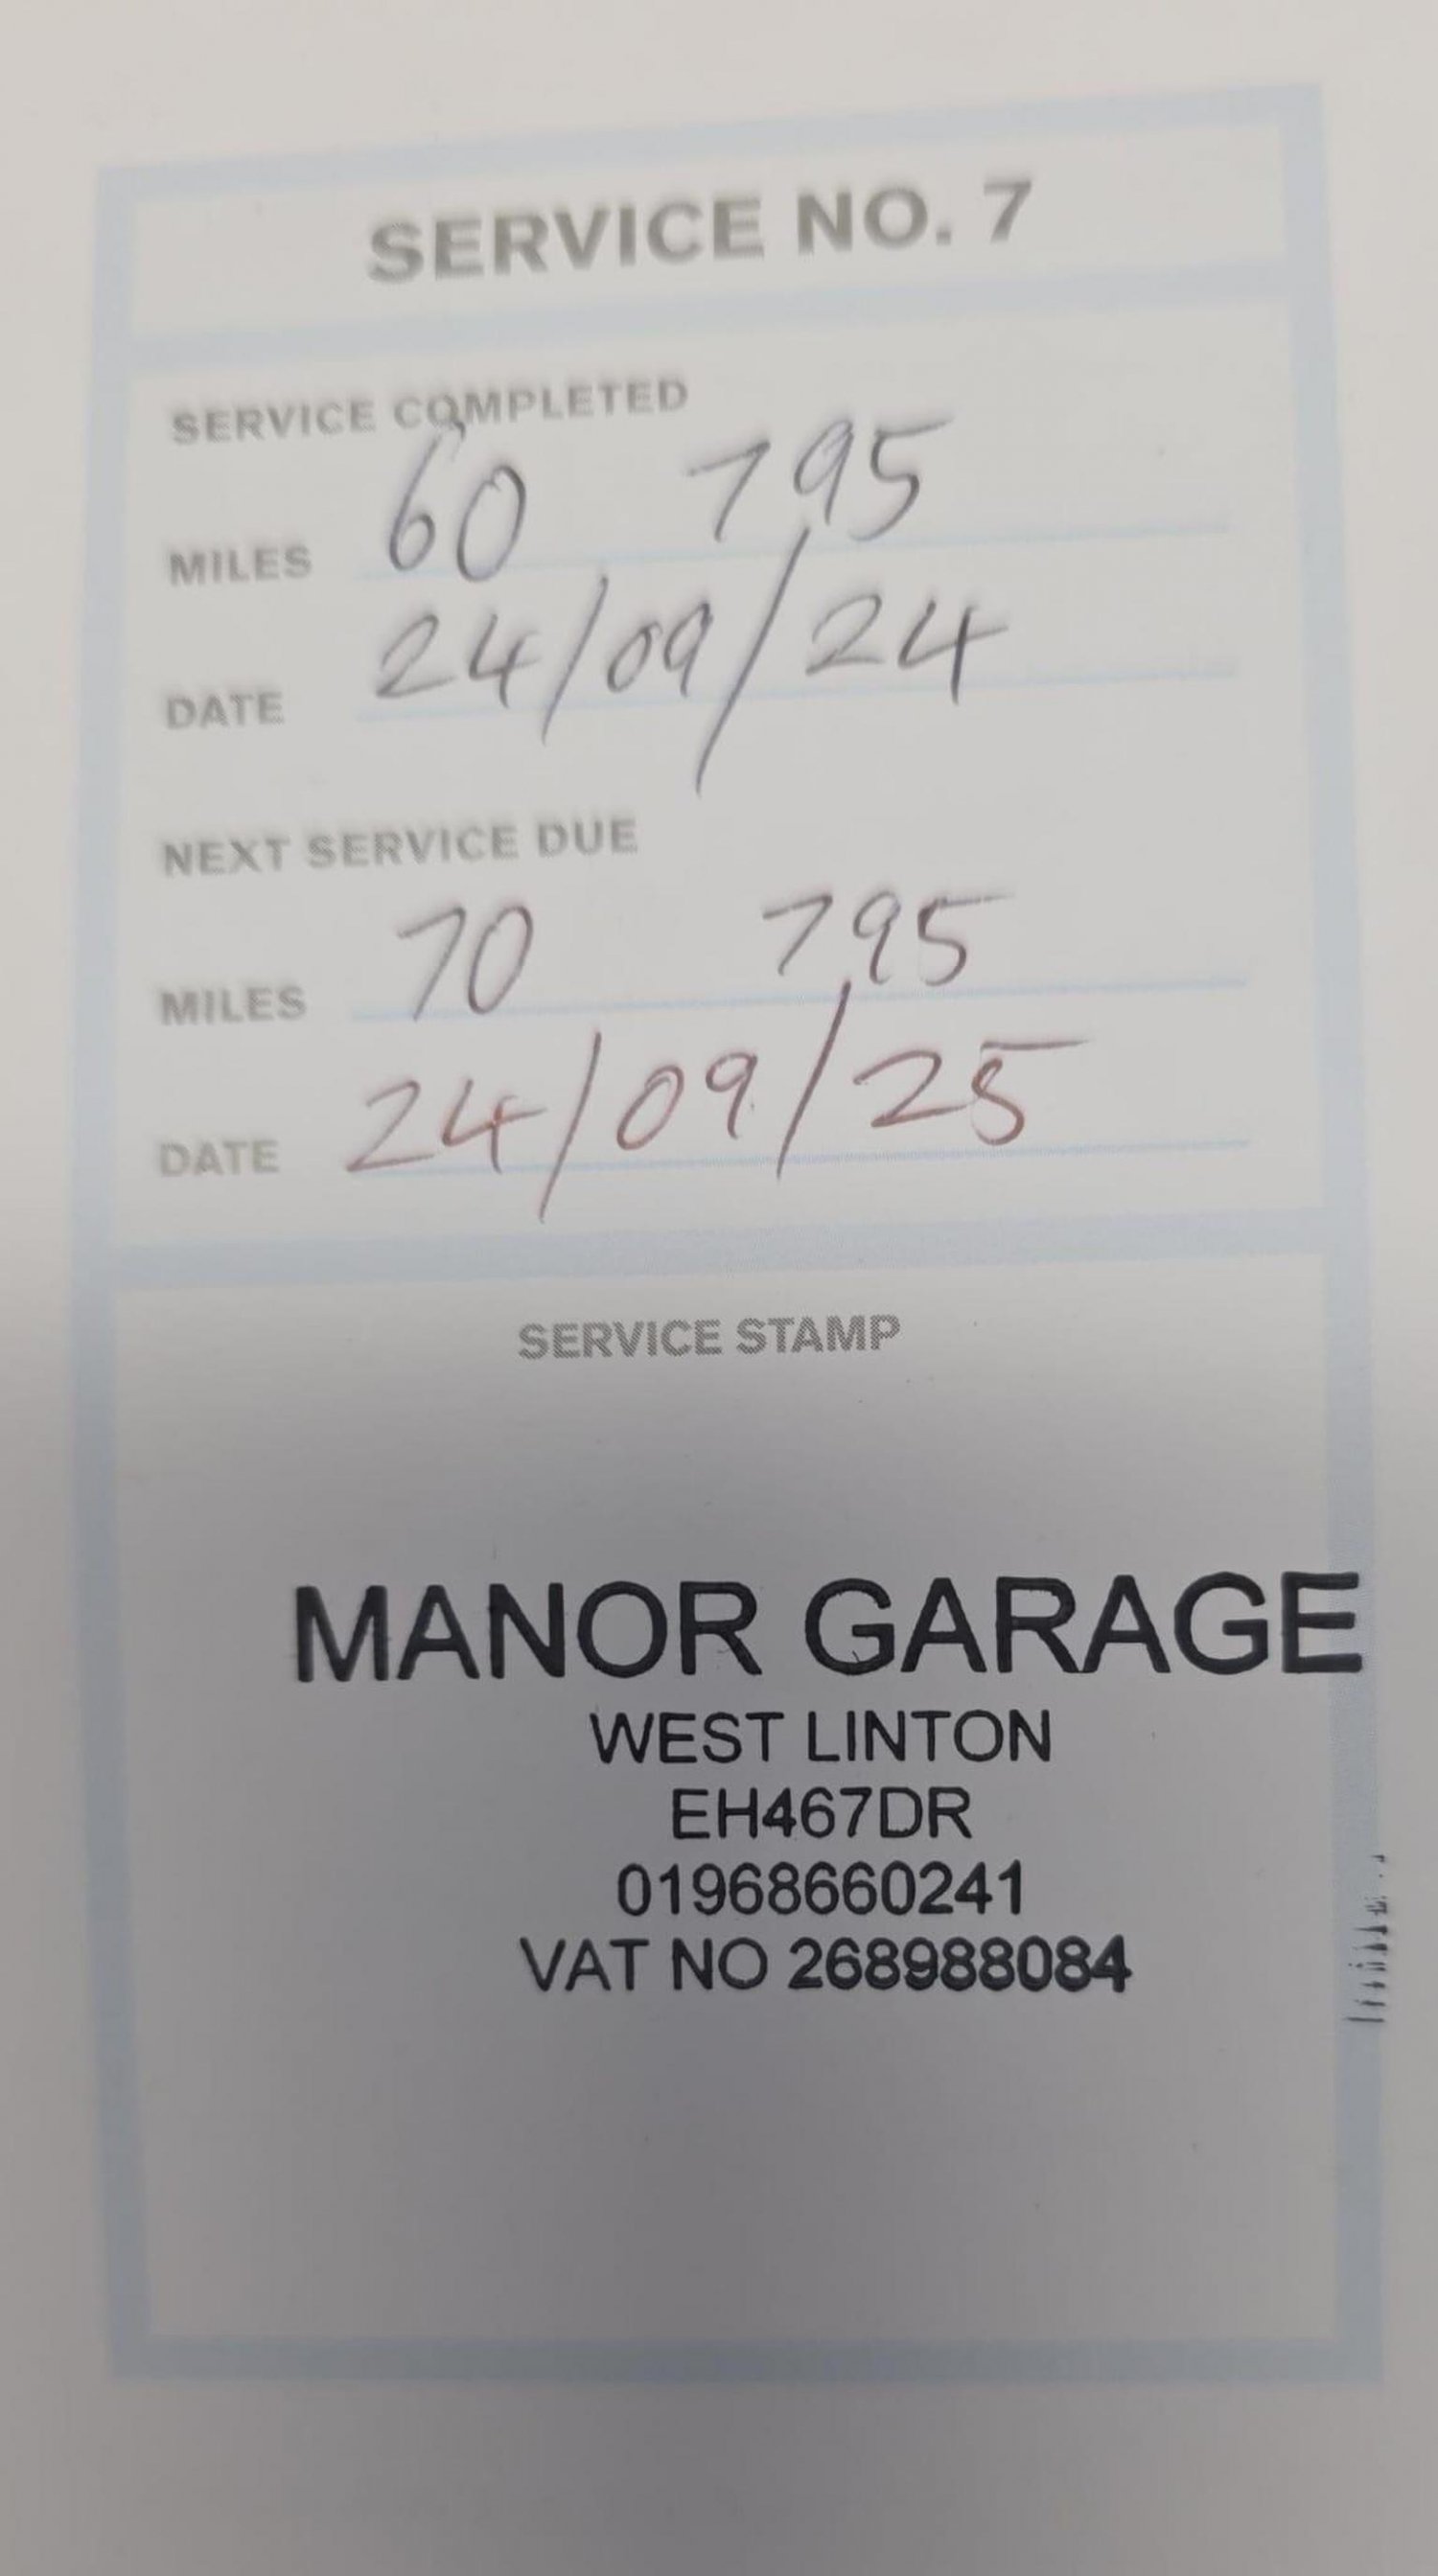 SERVICE NO. 7
SERVICE COMPLETED
MILES 60 795
DATE 24/09/24
NEXT SERVICE DUE
MILES 70 795
DATE 24/09/25
SERVICE STAMP
MANOR GARAGE
WEST LINTON
EH467DR
01968660241
VAT NO 268988084